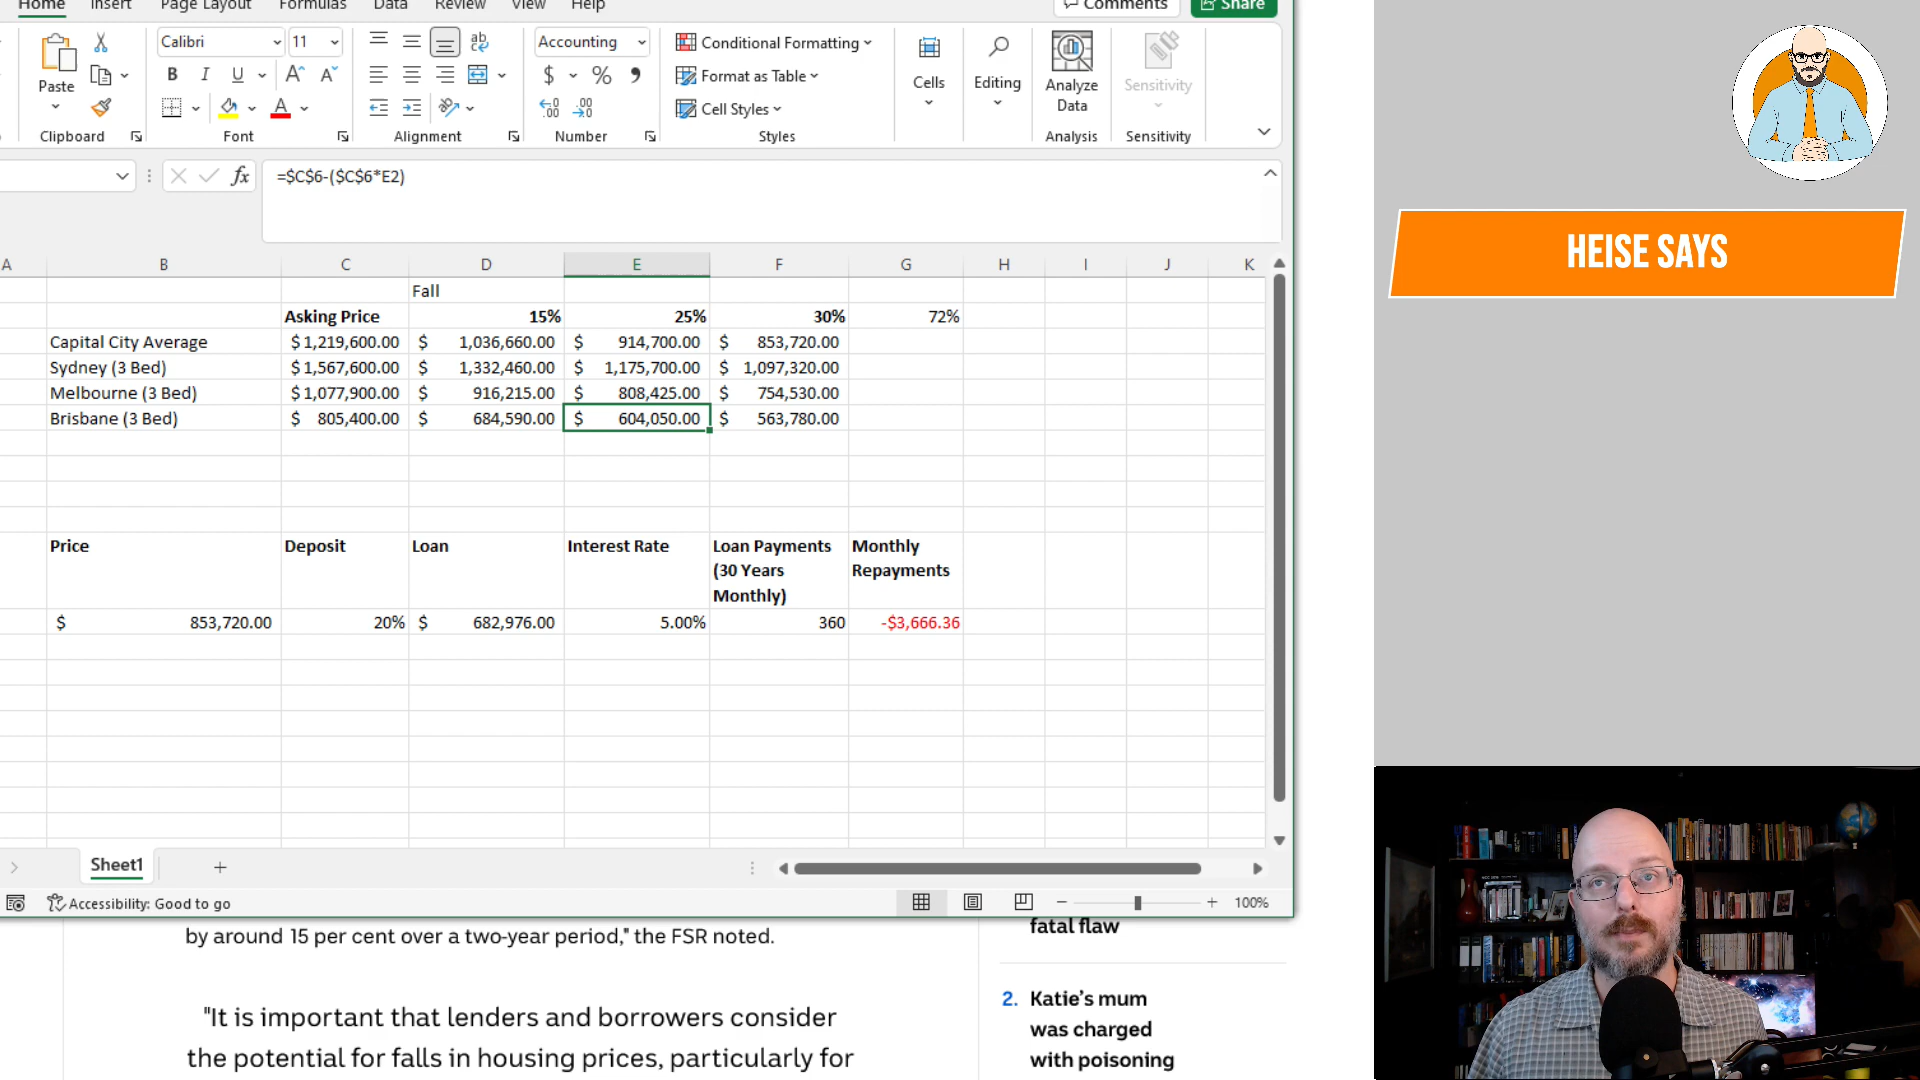 Home Insert Page Layout Formulas Data Review View Help Comments Share
Calibri 11 Accounting Conditional Formatting
Paste B I U A A $ % Format as Table Cells Editing Analyze Data Sensitivity
Cell Styles
Clipboard Font Alignment Number Styles Analysis Sensitivity
fx =$C$6-($C$6*E2)
A B C D E F G H I J K
Fall
Asking Price 15% 25% 30% 72%
Capital City Average $ 1,219,600.00 $ 1,036,660.00 $ 914,700.00 $ 853,720.00
Sydney (3 Bed) $ 1,567,600.00 $ 1,332,460.00 $ 1,175,700.00 $ 1,097,320.00
Melbourne (3 Bed) $ 1,077,900.00 $ 916,215.00 $ 808,425.00 $ 754,530.00
Brisbane (3 Bed) $ 805,400.00 $ 684,590.00 $ 604,050.00 $ 563,780.00
Price Deposit Loan Interest Rate Loan Payments Monthly
(30 Years Repayments
Monthly)
$ 853,720.00 20% $ 682,976.00 5.00% 360 -$3,666.36
Sheet1
Accessibility: Good to go 100%
by around 15 per cent over a two-year period," the FSR noted.
"It is important that lenders and borrowers consider
the potential for falls in housing prices, particularly for
fatal flaw
2. Katie's mum
was charged
with poisoning
HEISE SAYS